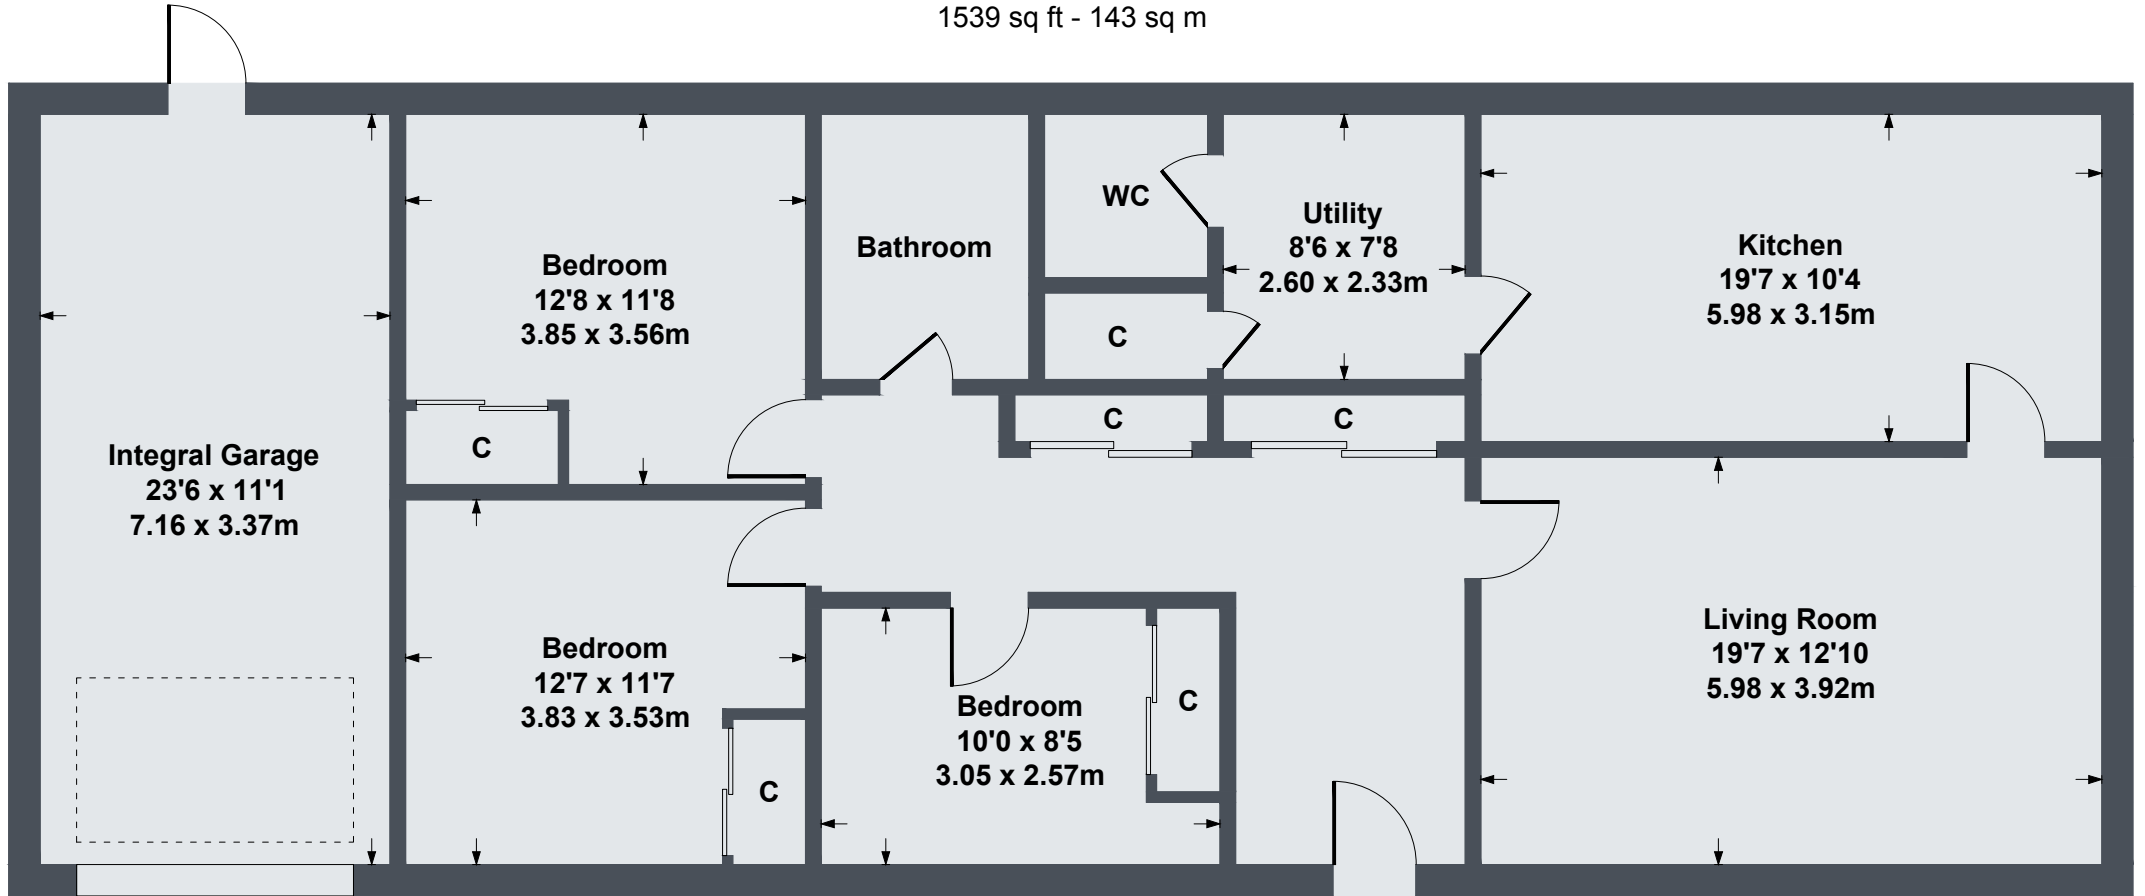 1539 sq ft - 143 sq m
Integral Garage
23'6 x 11'1
7.16 x 3.37m
Bedroom
12'8 x 11'8
3.85 x 3.56m
C
Bedroom
12'7 x 11'7
3.83 x 3.53m
C
Bathroom
WC
C
Utility
8'6 x 7'8
2.60 x 2.33m
C
C
Bedroom
10'0 x 8'5
3.05 x 2.57m
C
Kitchen
19'7 x 10'4
5.98 x 3.15m
Living Room
19'7 x 12'10
5.98 x 3.92m